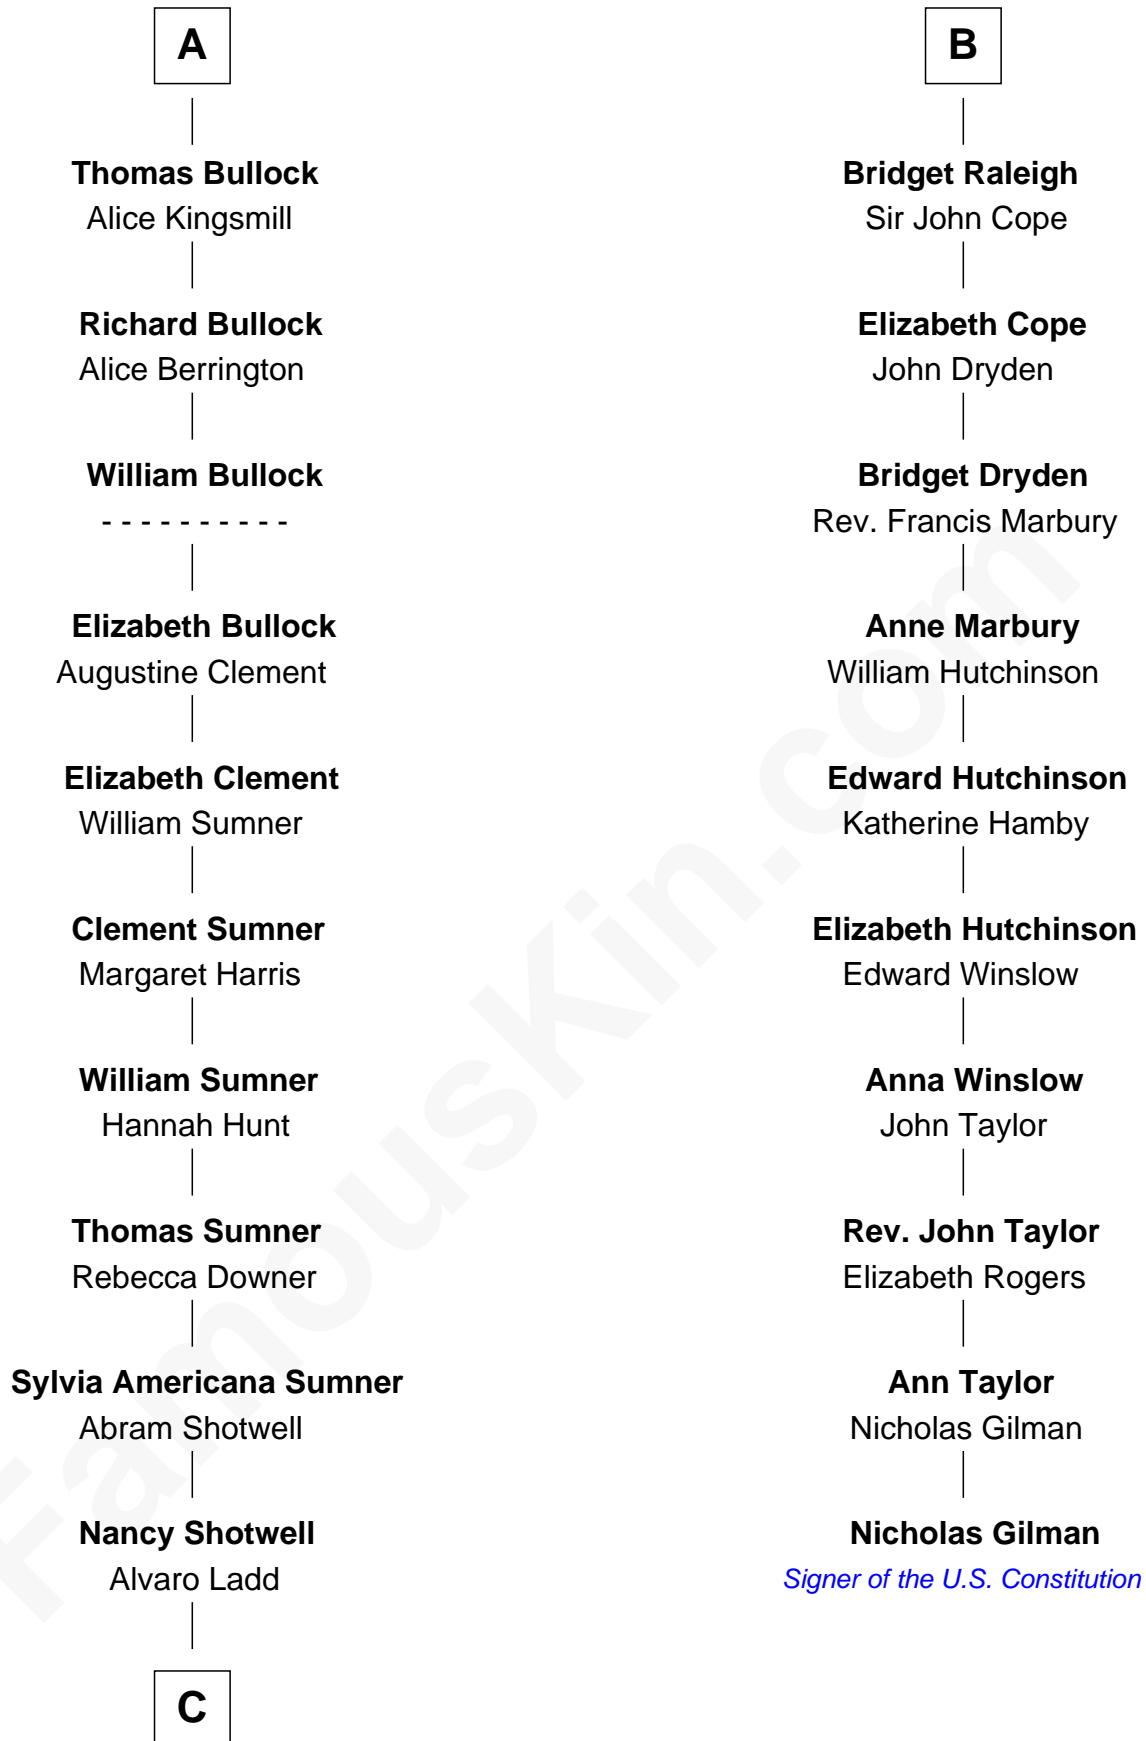 A
Thomas Bullock
Alice Kingsmill
Richard Bullock
Alice Berrington
William Bullock
- - - - - - - - - -
Elizabeth Bullock
Augustine Clement
Elizabeth Clement
William Sumner
Clement Sumner
Margaret Harris
William Sumner
Hannah Hunt
Thomas Sumner
Rebecca Downer
Sylvia Americana Sumner
Abram Shotwell
Nancy Shotwell
Alvaro Ladd
C
B
Bridget Raleigh
Sir John Cope
Elizabeth Cope
John Dryden
Bridget Dryden
Rev. Francis Marbury
Anne Marbury
William Hutchinson
Edward Hutchinson
Katherine Hamby
Elizabeth Hutchinson
Edward Winslow
Anna Winslow
John Taylor
Rev. John Taylor
Elizabeth Rogers
Ann Taylor
Nicholas Gilman
Nicholas Gilman
Signer of the U.S. Constitution
FamousKin.com